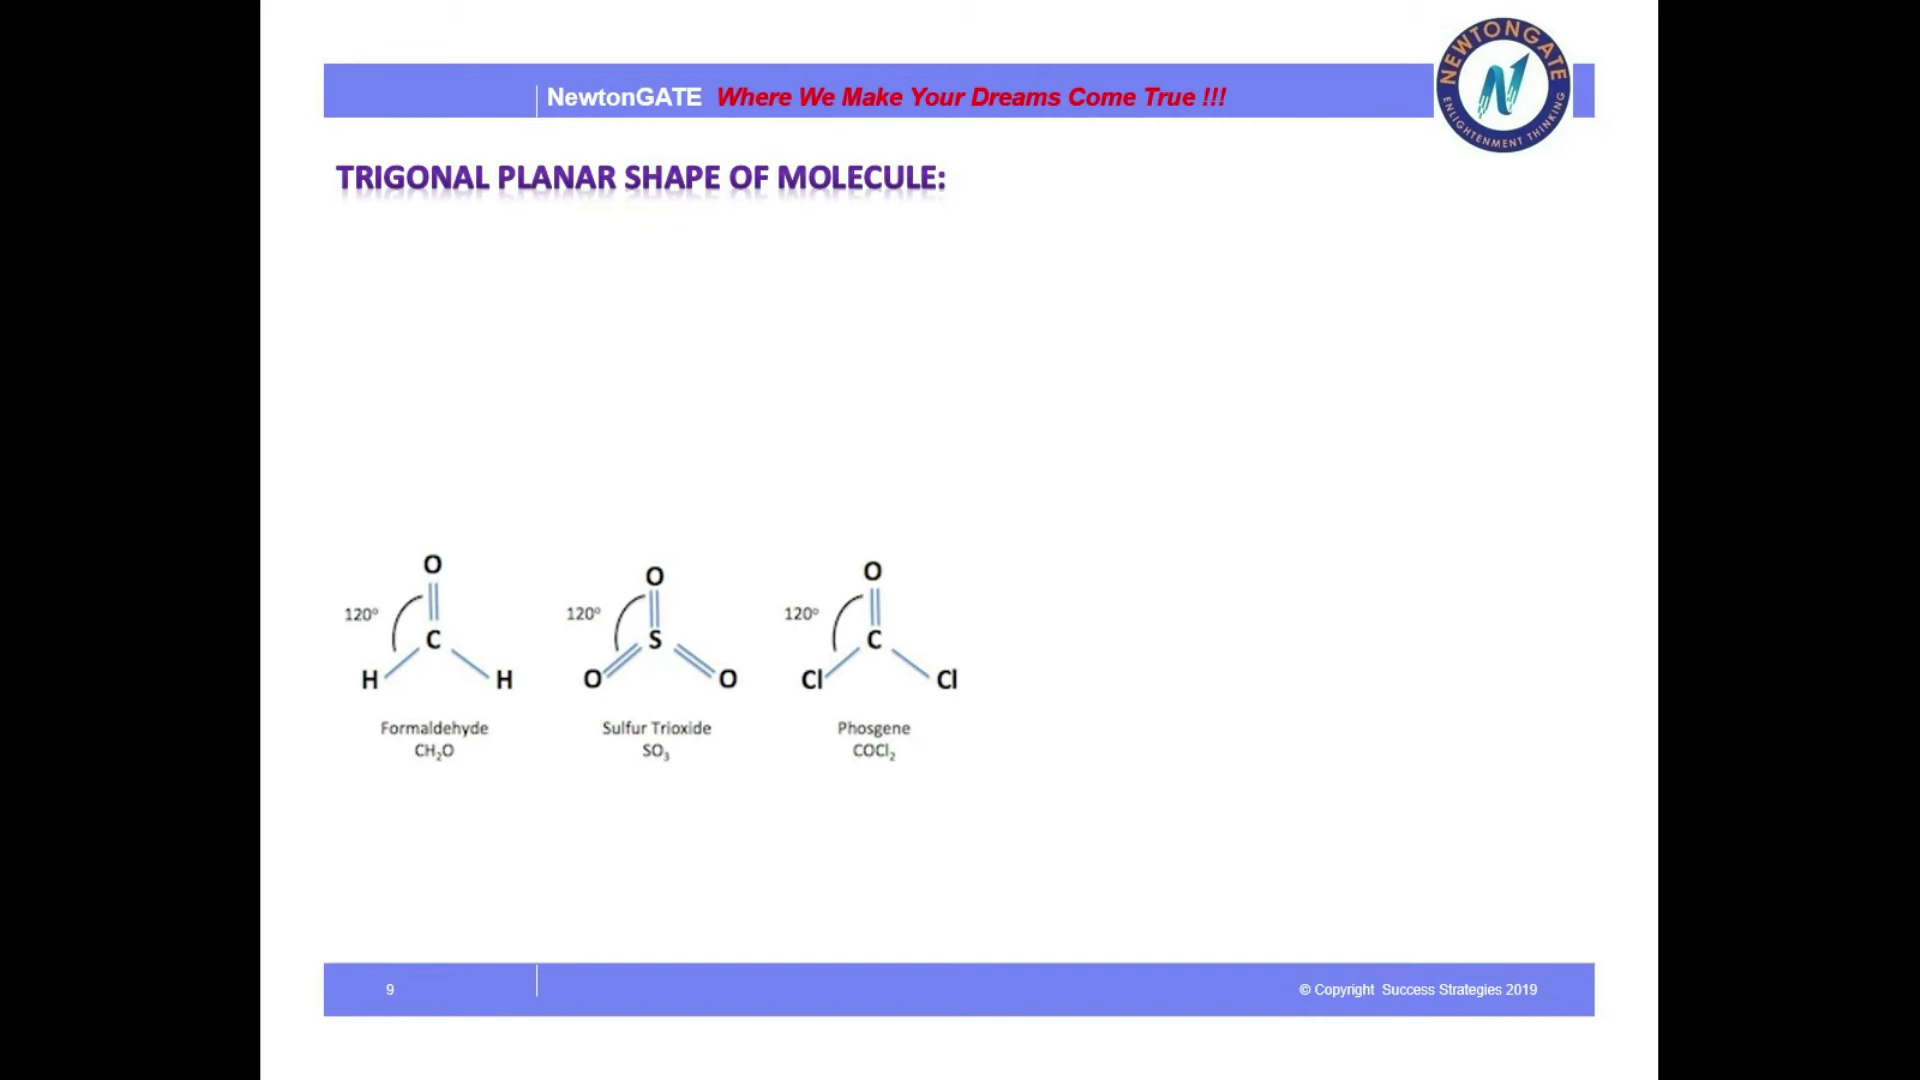 NEWTONGATE
ENLIGHTENMENT THINKING
NewtonGATE Where We Make Your Dreams Come True !!!
TRIGONAL PLANAR SHAPE OF MOLECULE:
O O O
120° 120° 120°
C S C
H H O O Cl Cl
Formaldehyde Sulfur Trioxide Phosgene
CH₂O SO₃ COCl₂
9 © Copyright Success Strategies 2019